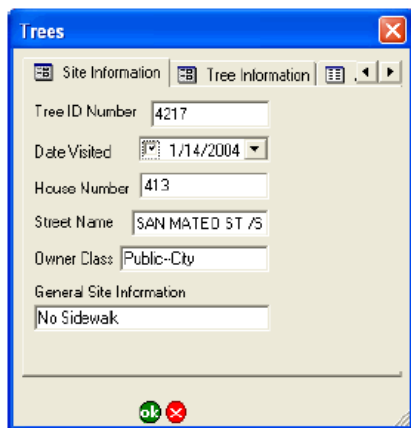 Trees
Site Information Tree Information
Tree ID Number 4217
Date Visited 1/14/2004
House Number 413
Street Name SAN MATEO ST /S
Owner Class Public--City
General Site Information
No Sidewalk
ok